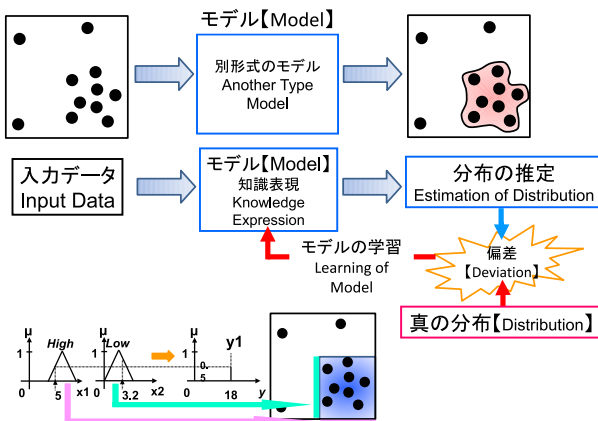 モデル【Model】
別形式のモデル
Another Type
Model
入力データ
Input Data
モデル【Model】
知識表現
Knowledge
Expression
分布の推定
Estimation of Distribution
モデルの学習
Learning of
Model
偏差
【Deviation】
真の分布【Distribution】
μ
High
1
0
5
x1
μ
Low
1
0
3.2
x2
μ
1
0.
5
y1
0
18
y